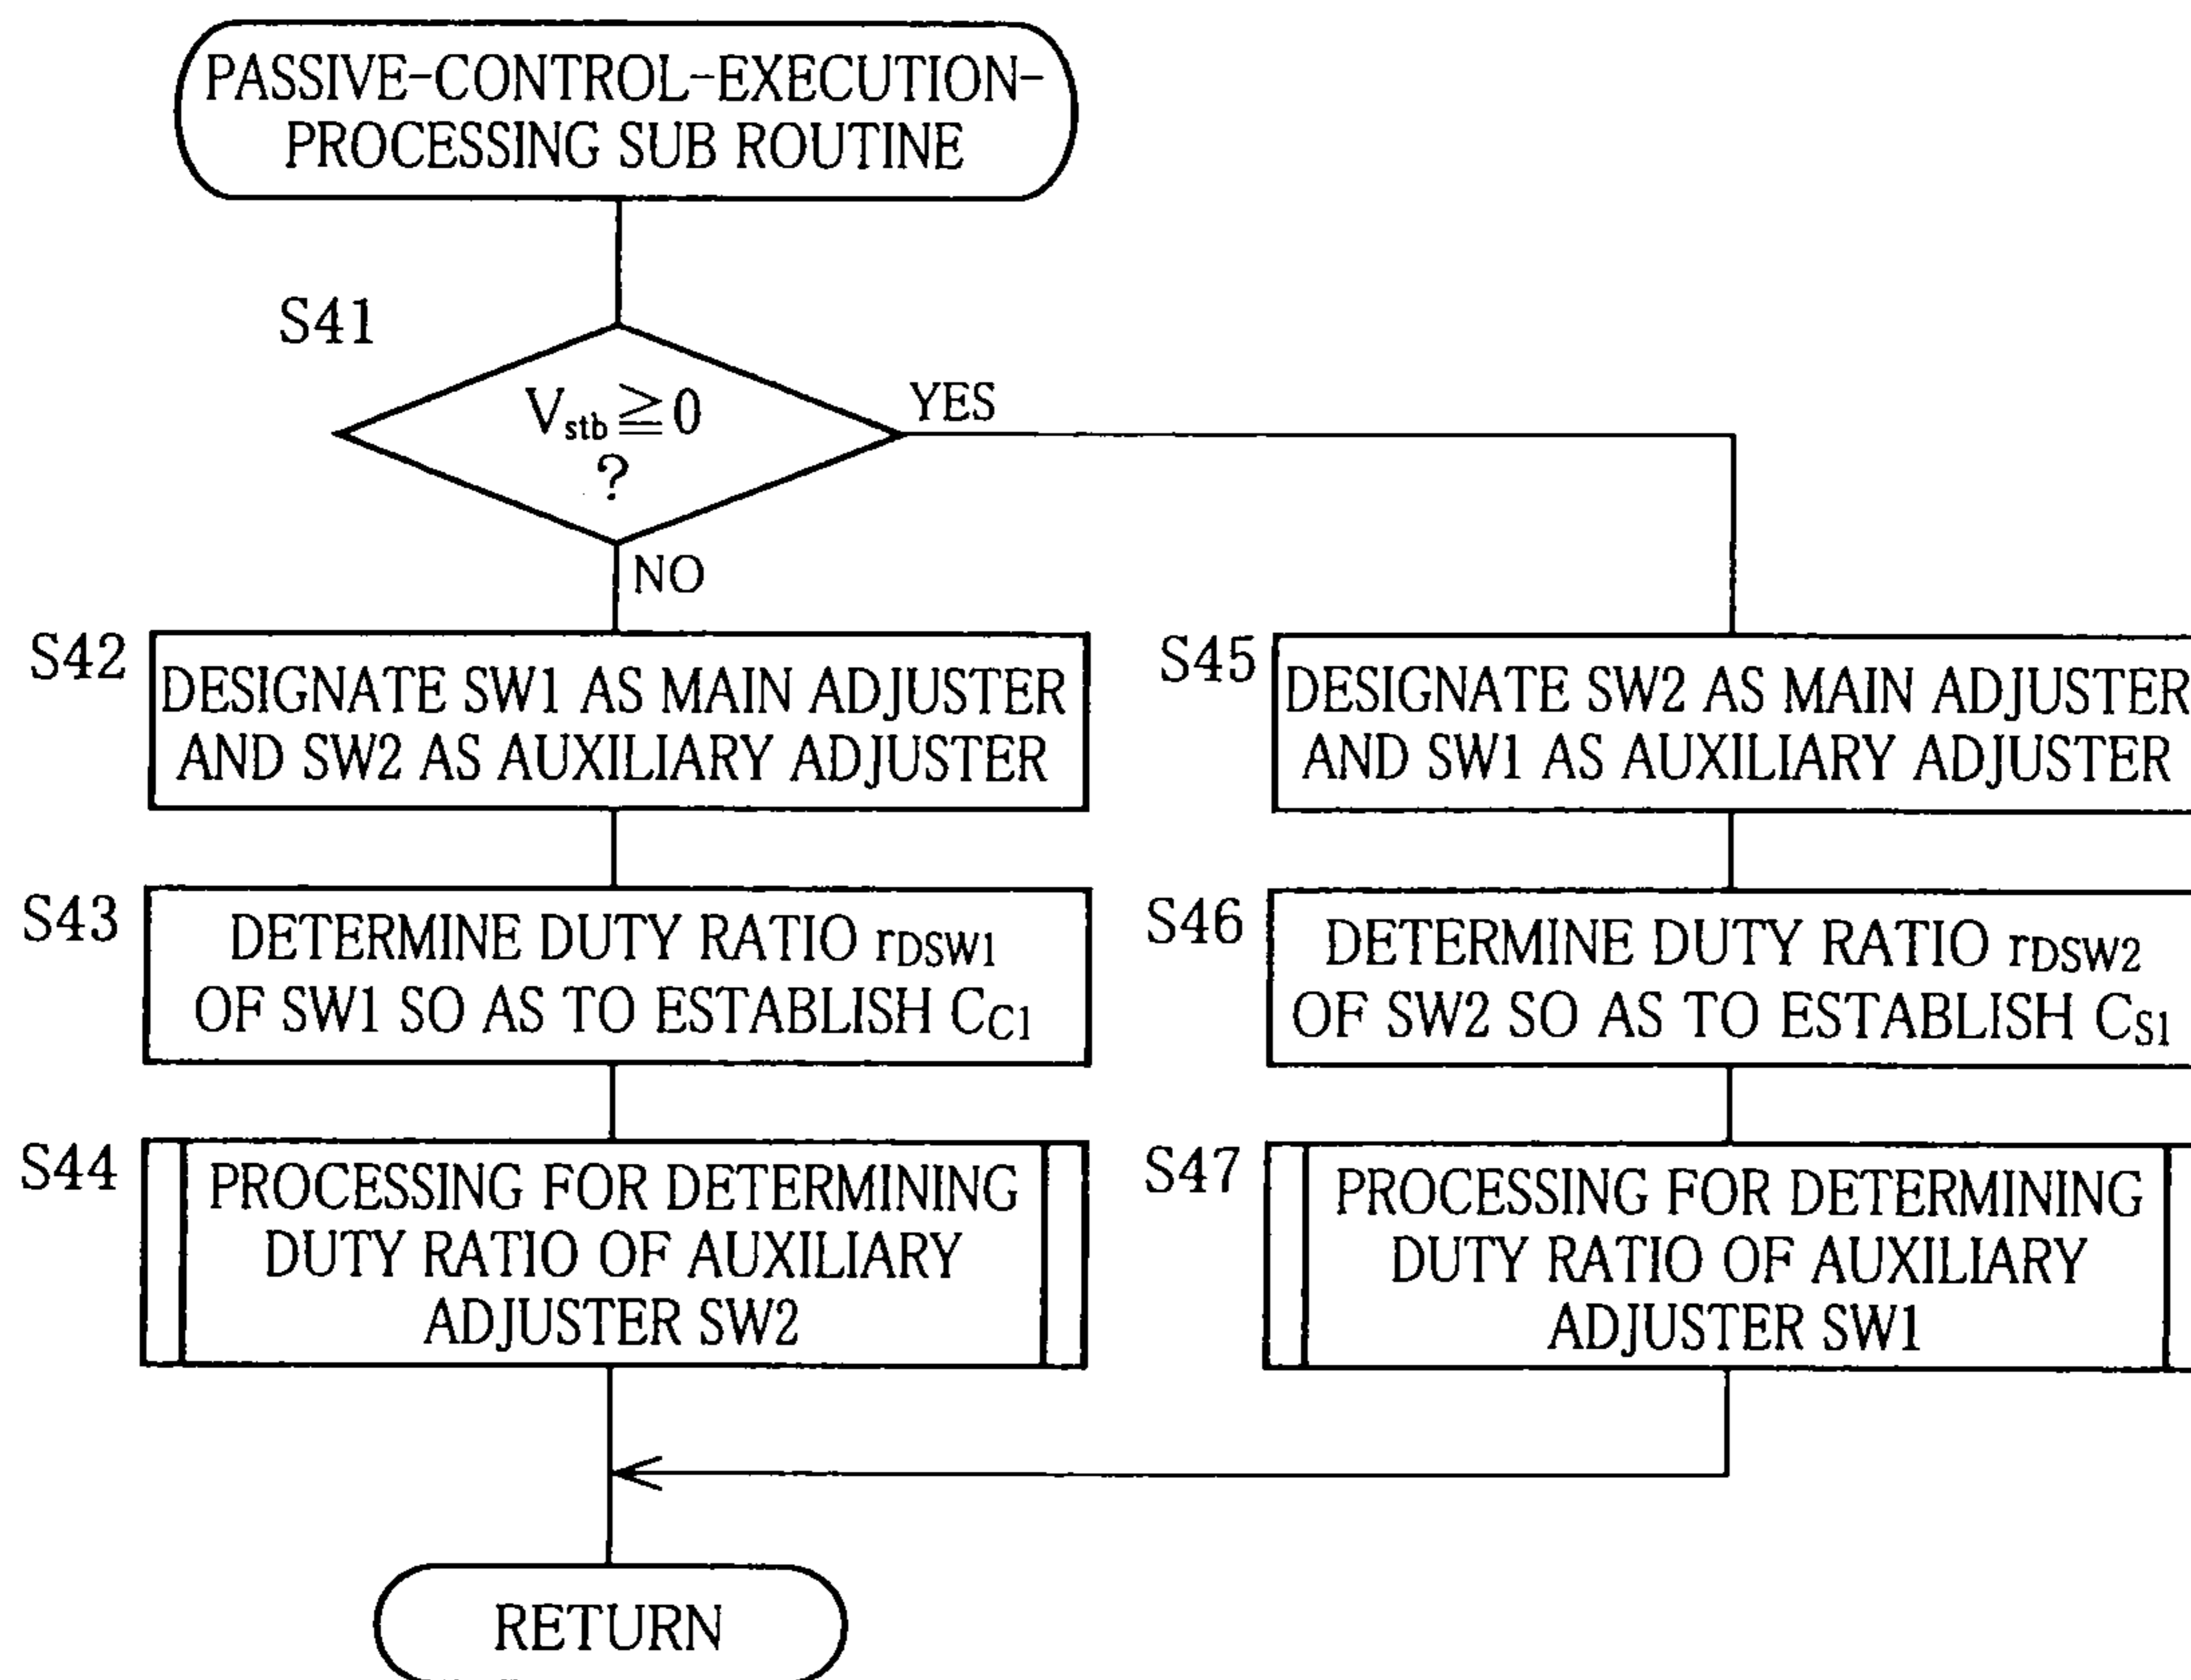 PASSIVE-CONTROL-EXECUTION-
PROCESSING SUB ROUTINE
S41
Vstb≧0
?
YES
NO
S42
DESIGNATE SW1 AS MAIN ADJUSTER
AND SW2 AS AUXILIARY ADJUSTER
S43
DETERMINE DUTY RATIO rDSW1
OF SW1 SO AS TO ESTABLISH CC1
S44
PROCESSING FOR DETERMINING
DUTY RATIO OF AUXILIARY
ADJUSTER SW2
S45
DESIGNATE SW2 AS MAIN ADJUSTER
AND SW1 AS AUXILIARY ADJUSTER
S46
DETERMINE DUTY RATIO rDSW2
OF SW2 SO AS TO ESTABLISH CS1
S47
PROCESSING FOR DETERMINING
DUTY RATIO OF AUXILIARY
ADJUSTER SW1
RETURN